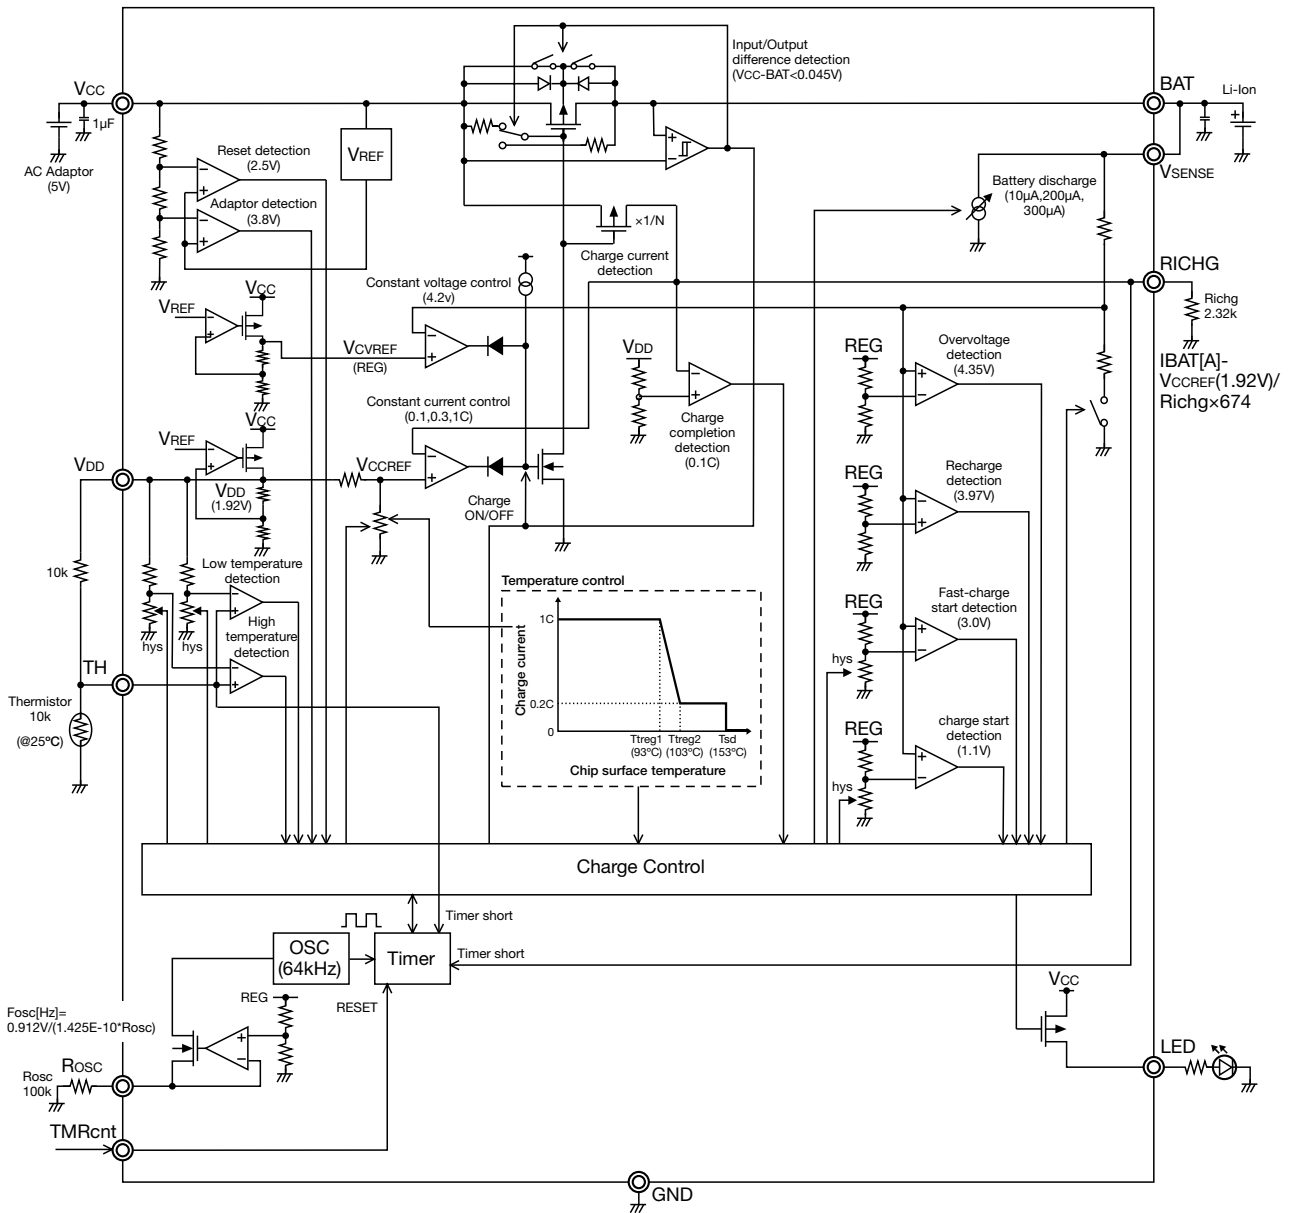 Input/Output
difference detection
(VCC-BAT<0.045V)
VCC
BAT
Li-Ion
+
1µF
AC Adaptor
(5V)
Reset detection
(2.5V)
VREF
VSENSE
Adaptor detection
(3.8V)
Battery discharge
(10µA,200µA,
300µA)
×1/N
Charge current
detection
RICHG
Richg
2.32k
IBAT[A]-
VCCREF(1.92V)/
Richg×674
Constant voltage control
(4.2v)
VCC
VREF
VCVREF
(REG)
VDD
REG
Overvoltage
detection
(4.35V)
Constant current control
(0.1,0.3,1C)
Charge
completion
detection
(0.1C)
VCC
VREF
VDD
VDD
(1.92V)
VCCREF
Charge
ON/OFF
REG
Recharge
detection
(3.97V)
10k
Low temperature
detection
High
temperature
detection
hys
hys
Temperature control
Charge current
1C
0.2C
0
Ttreg1
(93°C)
Ttreg2
(103°C)
Tsd
(153°C)
Chip surface temperature
REG
Fast-charge
start detection
(3.0V)
hys
TH
Thermistor
10k
(@25°C)
REG
charge start
detection
(1.1V)
hys
Charge Control
Timer short
OSC
(64kHz)
Timer
Timer short
REG
RESET
VCC
Fosc[Hz]=
0.912V/(1.425E-10*Rosc)
ROSC
Rosc
100k
LED
TMRcnt
GND